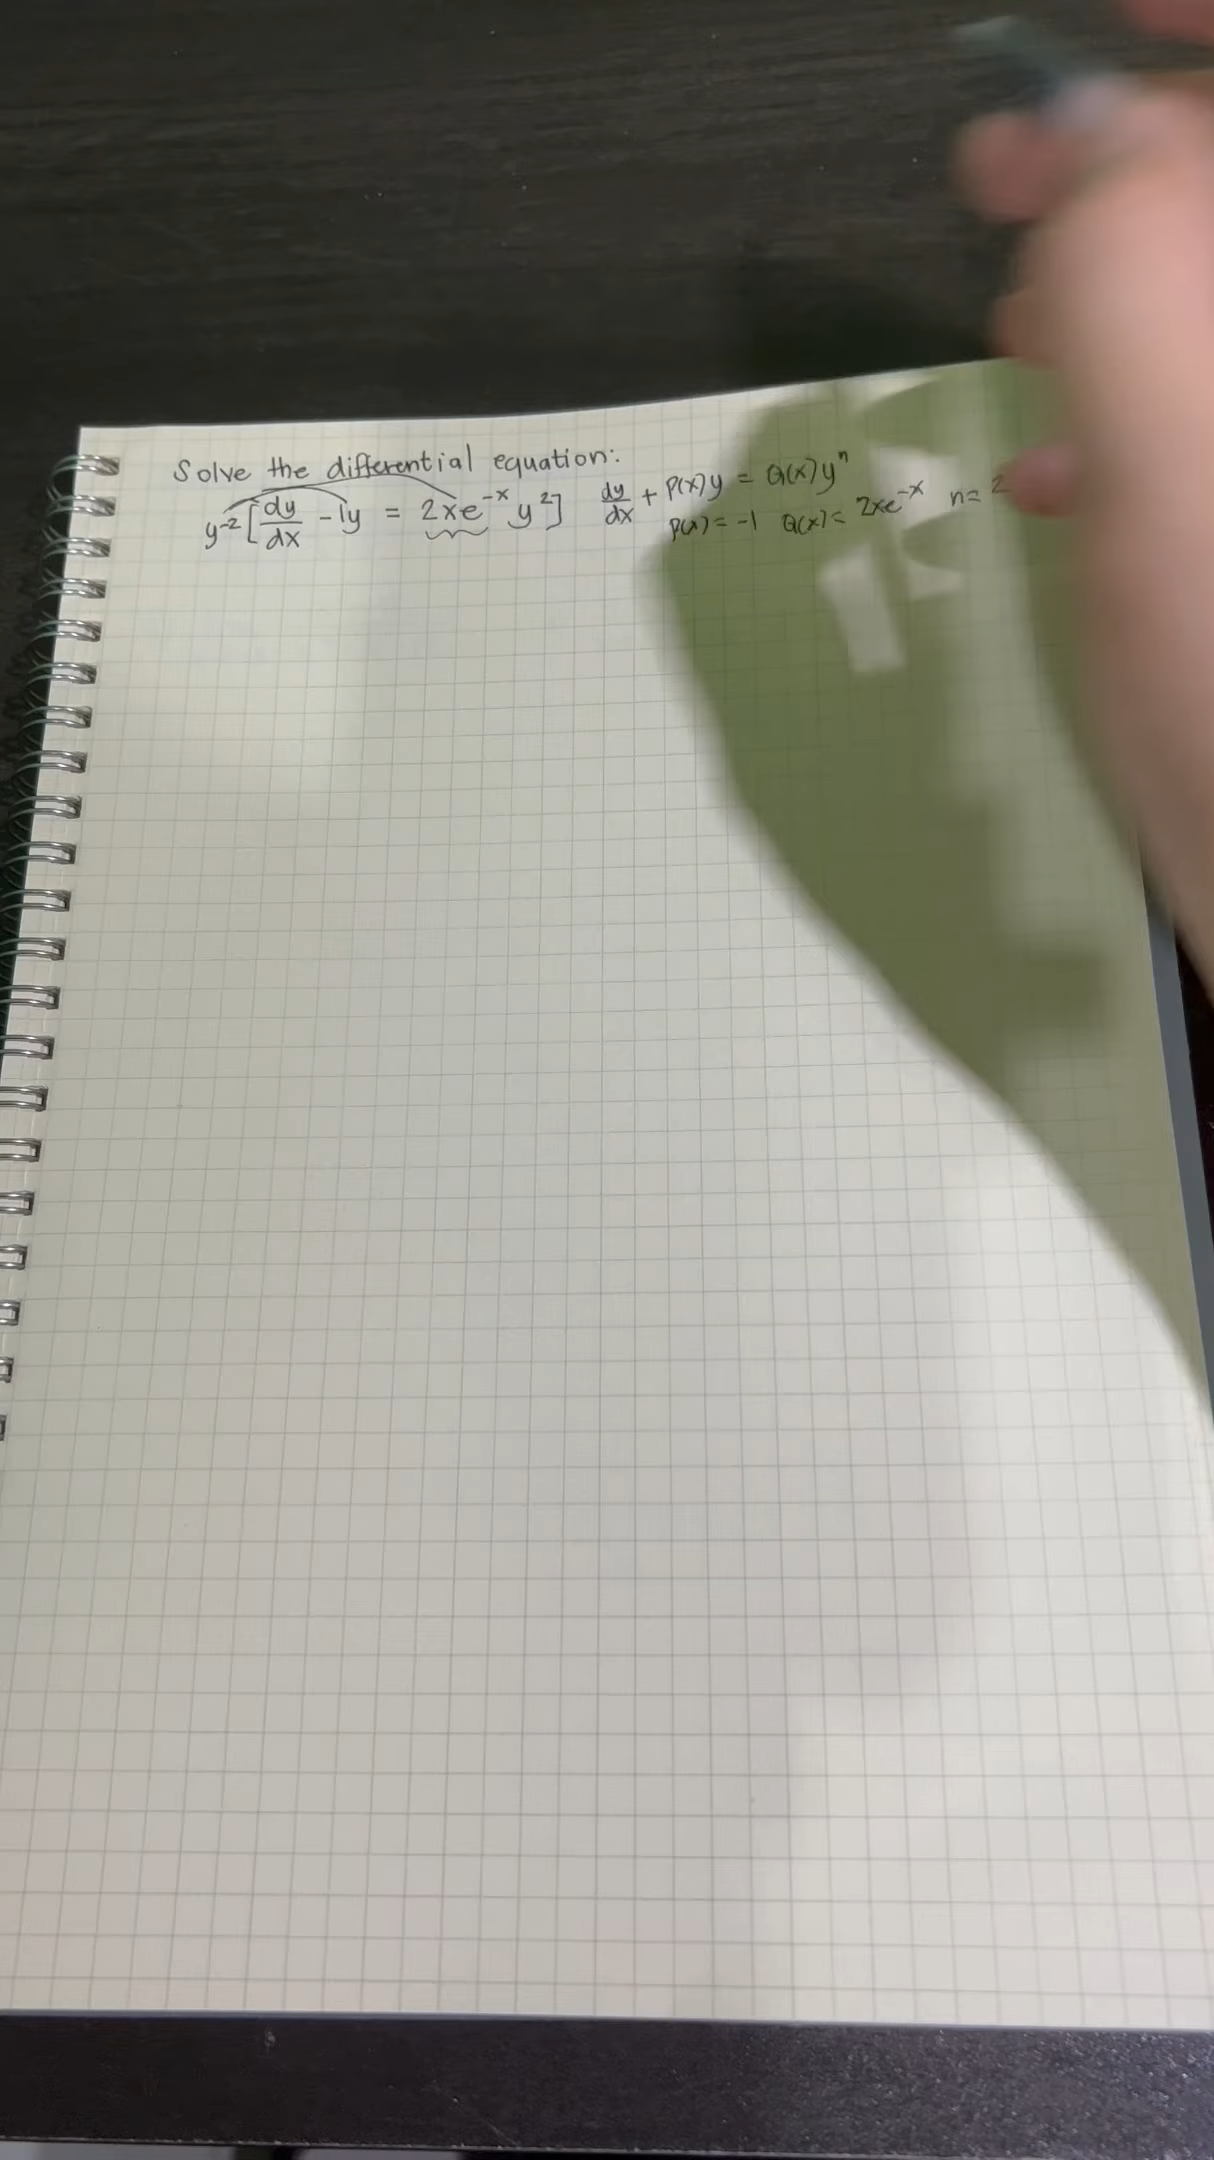 Solve the differential equation:
y⁻² [dy/dx - 1y = 2xe⁻ˣ y²]
dy/dx + P(x)y = Q(x)yⁿ
P(x) = -1 Q(x) = 2xe⁻ˣ n = 2